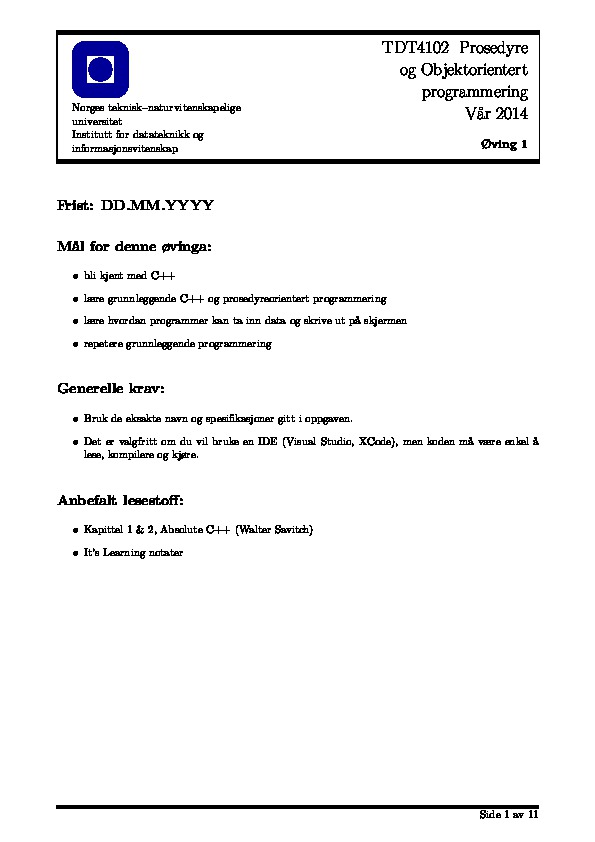 TDT4102 Prosedyre
og Objektorientert
programmering
Vår 2014
Øving 1
Norges teknisk–naturvitenskapelige
universitet
Institutt for datateknikk og
informasjonsvitenskap
Frist: DD.MM.YYYY
Mål for denne øvinga:
• bli kjent med C++
• lære grunnleggende C++ og prosedyreorientert programmering
• lære hvordan programmer kan ta inn data og skrive ut på skjermen
• repetere grunnleggende programmering
Generelle krav:
• Bruk de eksakte navn og spesifikasjoner gitt i oppgaven.
• Det er valgfritt om du vil bruke en IDE (Visual Studio, XCode), men koden må være enkel å
lese, kompilere og kjøre.
Anbefalt lesestoff:
• Kapittel 1 & 2, Absolute C++ (Walter Savitch)
• It's Learning notater
Side 1 av 11